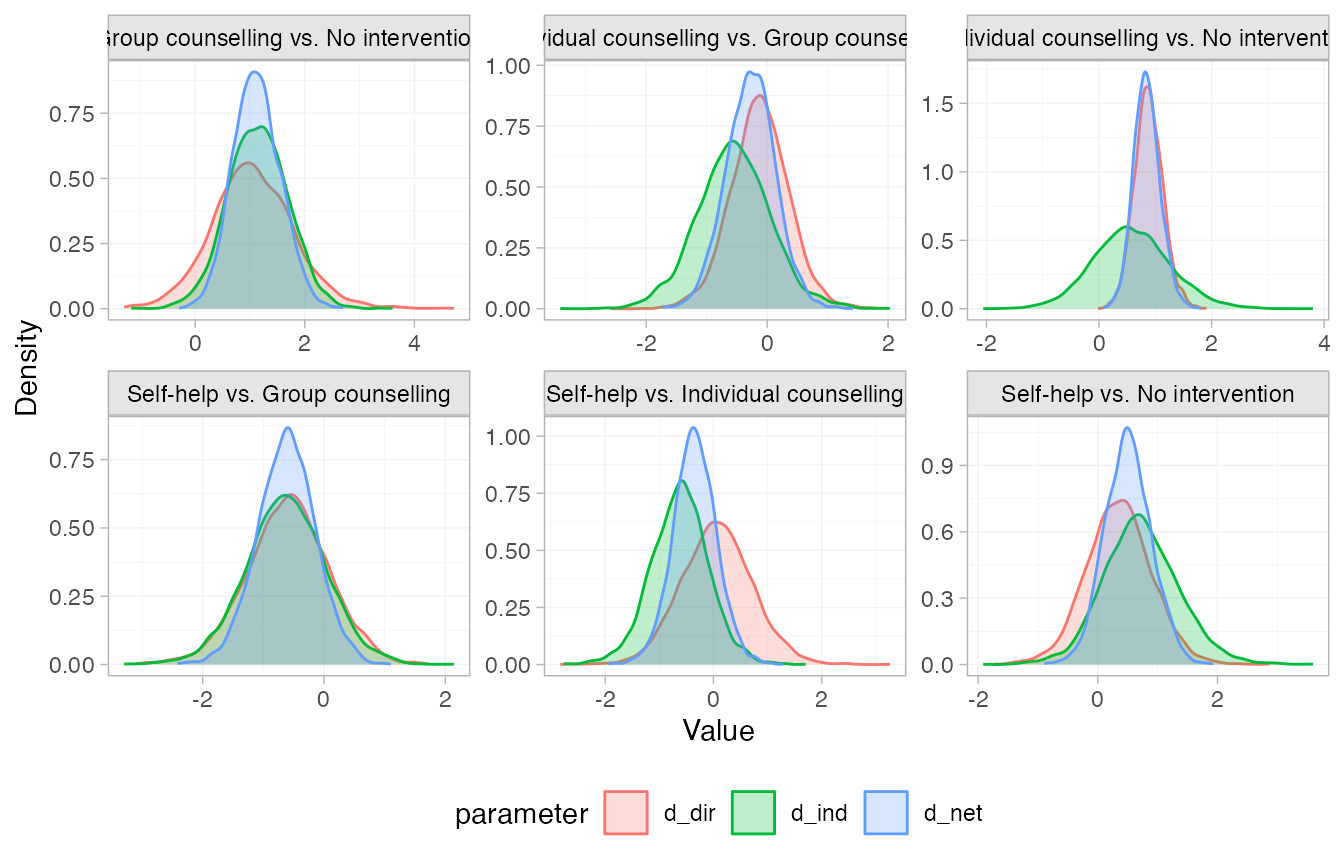 Group counselling vs. No interventio
vidual counselling vs. Group counse
dividual counselling vs. No intervent
0.75
0.50
0.25
0.00
0 2 4
1.00
0.75
0.50
0.25
0.00
-2 0 2
1.5
1.0
0.5
0.0
-2 0 2 4
Density
Self-help vs. Group counselling
Self-help vs. Individual counselling
Self-help vs. No intervention
0.75
0.50
0.25
0.00
-2 0 2
1.00
0.75
0.50
0.25
0.00
-2 0 2
0.9
0.6
0.3
0.0
-2 0 2
Value
parameter d_dir d_ind d_net